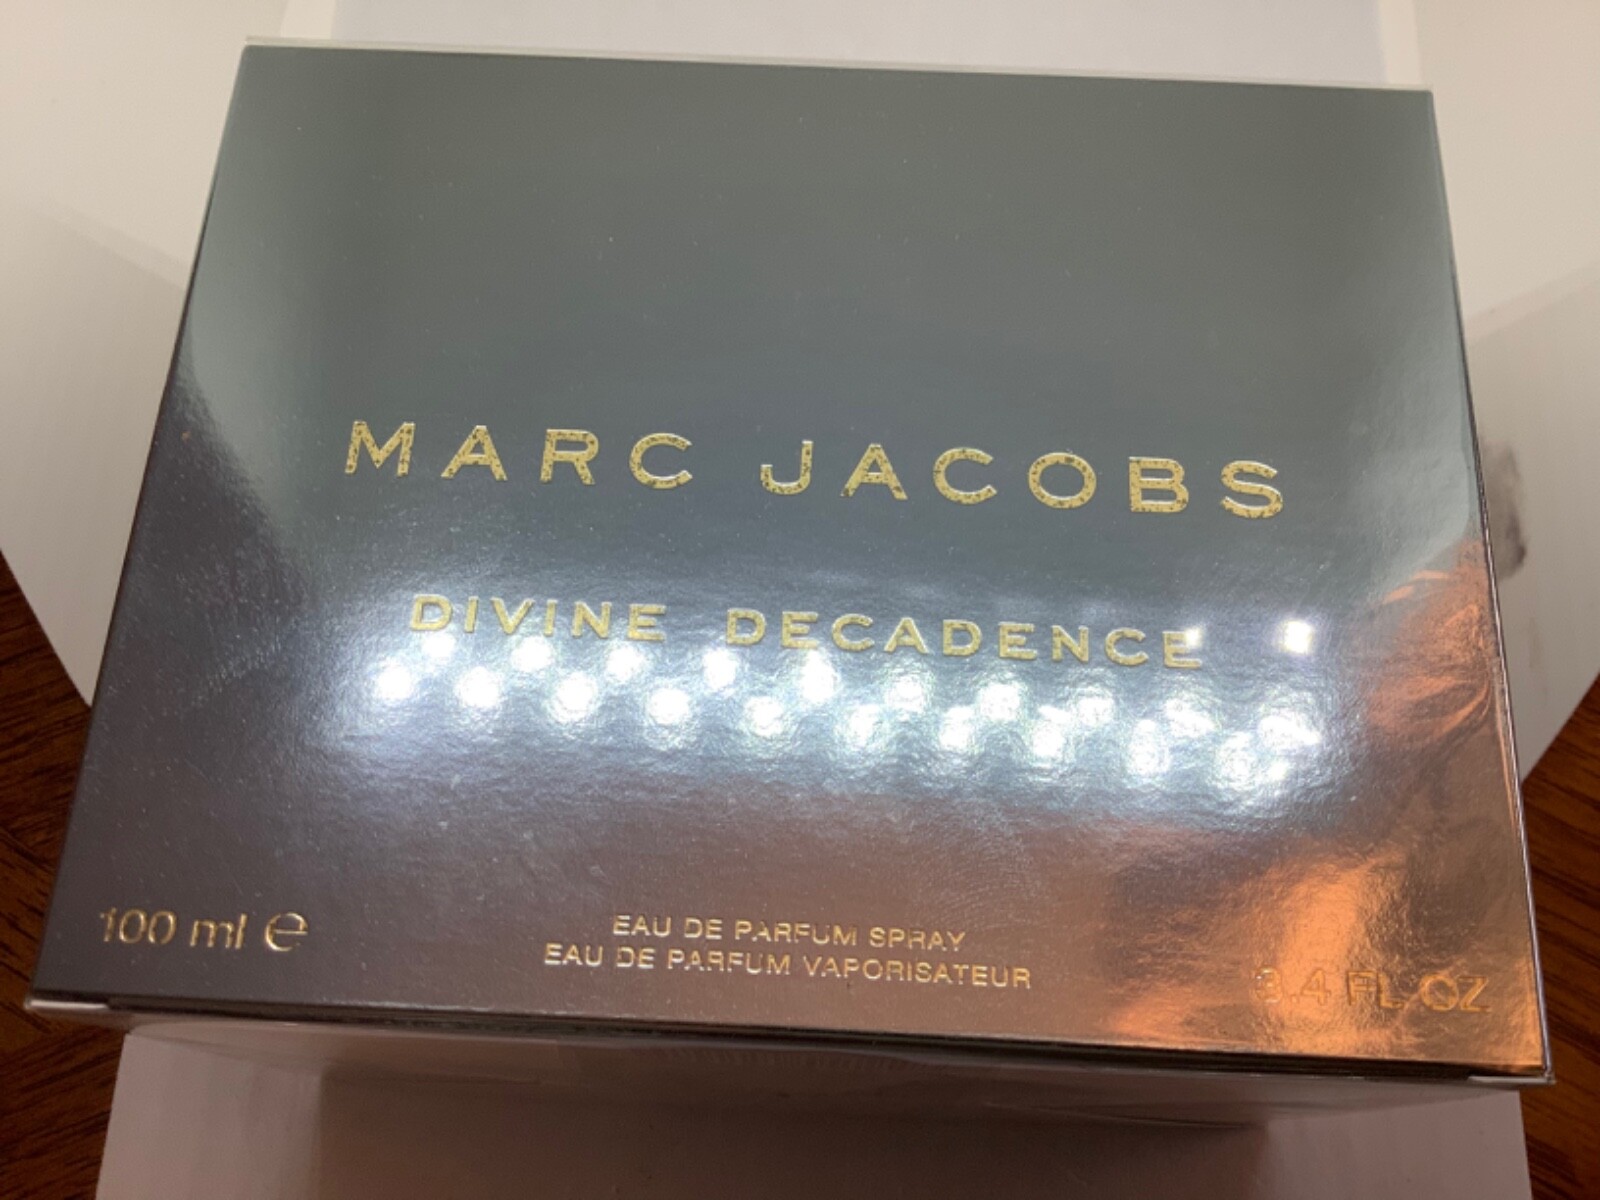 MARC JACOBS
DIVINE DECADENCE
100 ml ℮
EAU DE PARFUM SPRAY
EAU DE PARFUM VAPORISATEUR
3.4 FL OZ